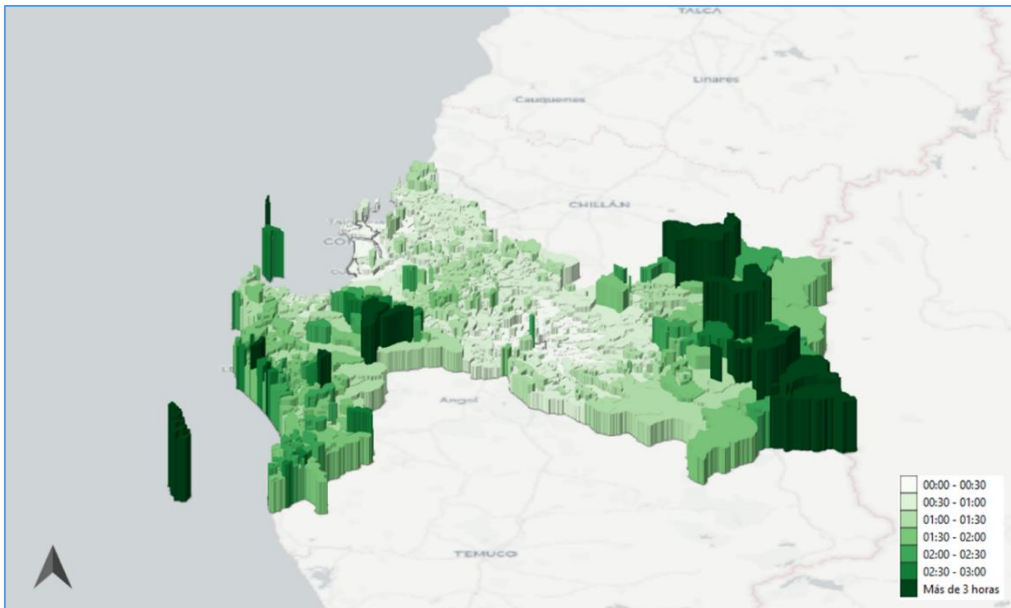 TALCA
Linares
Cauquenes
CHILLÁN
Angol
TEMUCO
00:00 - 00:30
00:30 - 01:00
01:00 - 01:30
01:30 - 02:00
02:00 - 02:30
02:30 - 03:00
Más de 3 horas